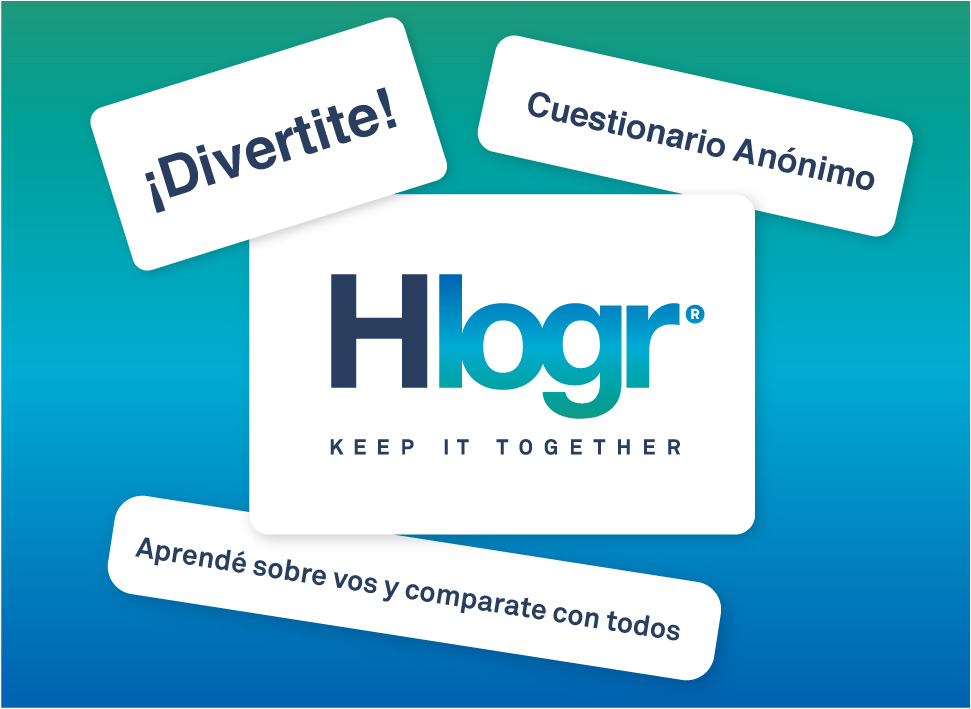 ¡Divertite!
Cuestionario Anónimo
Hlogr®
KEEP IT TOGETHER
Aprendé sobre vos y comparate con todos